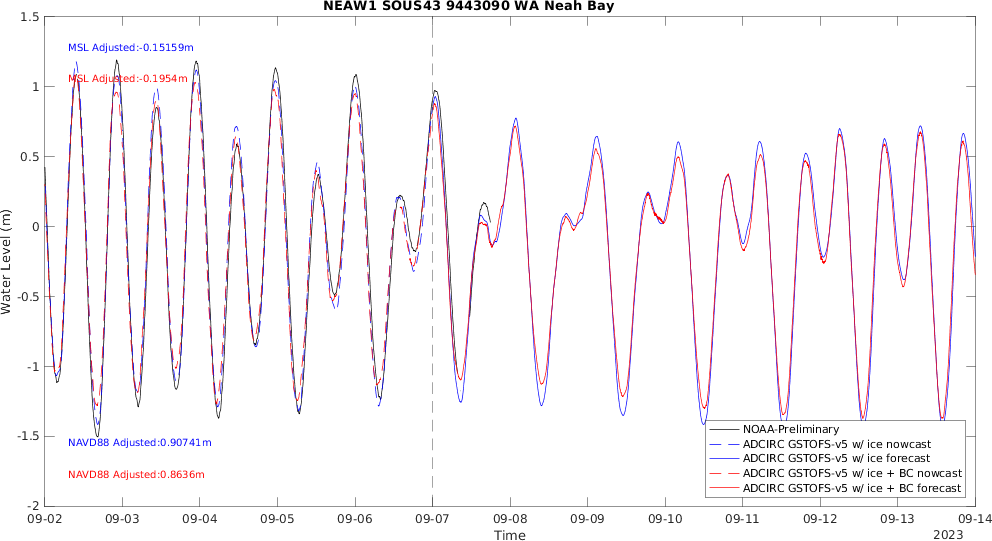 NEAW1 SOUS43 9443090 WA Neah Bay
1.5
1
0.5
0
-0.5
-1
-1.5
-2
Water Level (m)
MSL Adjusted:-0.15159m
MSL Adjusted:-0.1954m
NAVD88 Adjusted:0.90741m
NAVD88 Adjusted:0.8636m
NOAA-Preliminary
ADCIRC GSTOFS-v5 w/ ice nowcast
ADCIRC GSTOFS-v5 w/ ice forecast
ADCIRC GSTOFS-v5 w/ ice + BC nowcast
ADCIRC GSTOFS-v5 w/ ice + BC forecast
09-02 09-03 09-04 09-05 09-06 09-07 09-08 09-09 09-10 09-11 09-12 09-13 09-14
Time
2023